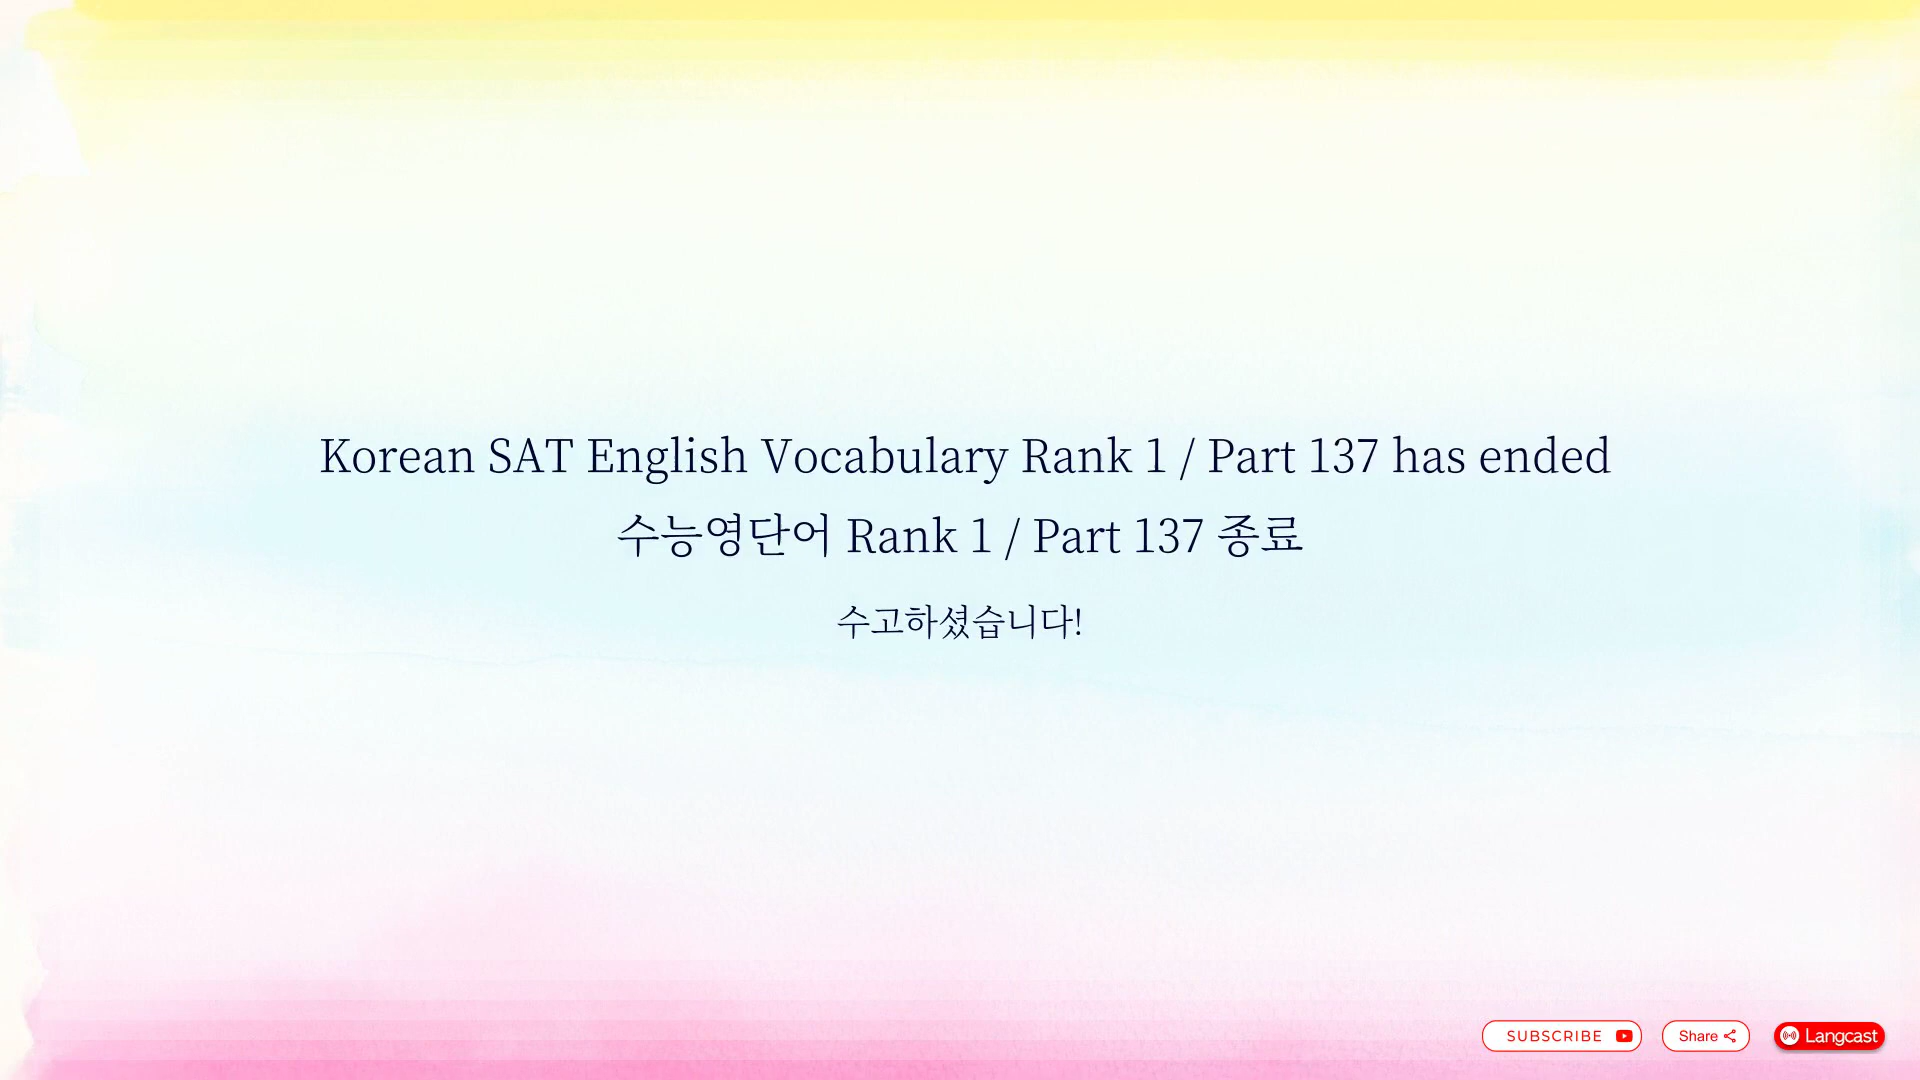 Korean SAT English Vocabulary Rank 1 / Part 137 has ended
수능영단어 Rank 1 / Part 137 종료
수고하셨습니다!
SUBSCRIBE
Share
Langcast